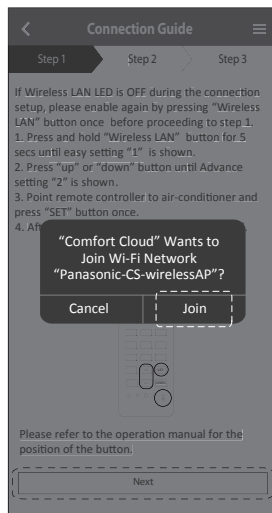 Connection Guide
Step 1
Step 2
Step 3
If Wireless LAN LED is OFF during the connection
setup, please enable again by pressing "Wireless
LAN" button once before proceeding to step 1.
1. Press and hold "Wireless LAN" button for 5
secs until easy setting "1" is shown.
2. Press "up" or "down" button until Advance
setting "2" is shown.
3. Point remote controller to air-conditioner and
press "SET" button once.
4.
"Comfort Cloud" Wants to
Join Wi-Fi Network
"Panasonic-CS-wirelessAP"?
Cancel
Join
Please refer to the operation manual for the
position of the button.
Next